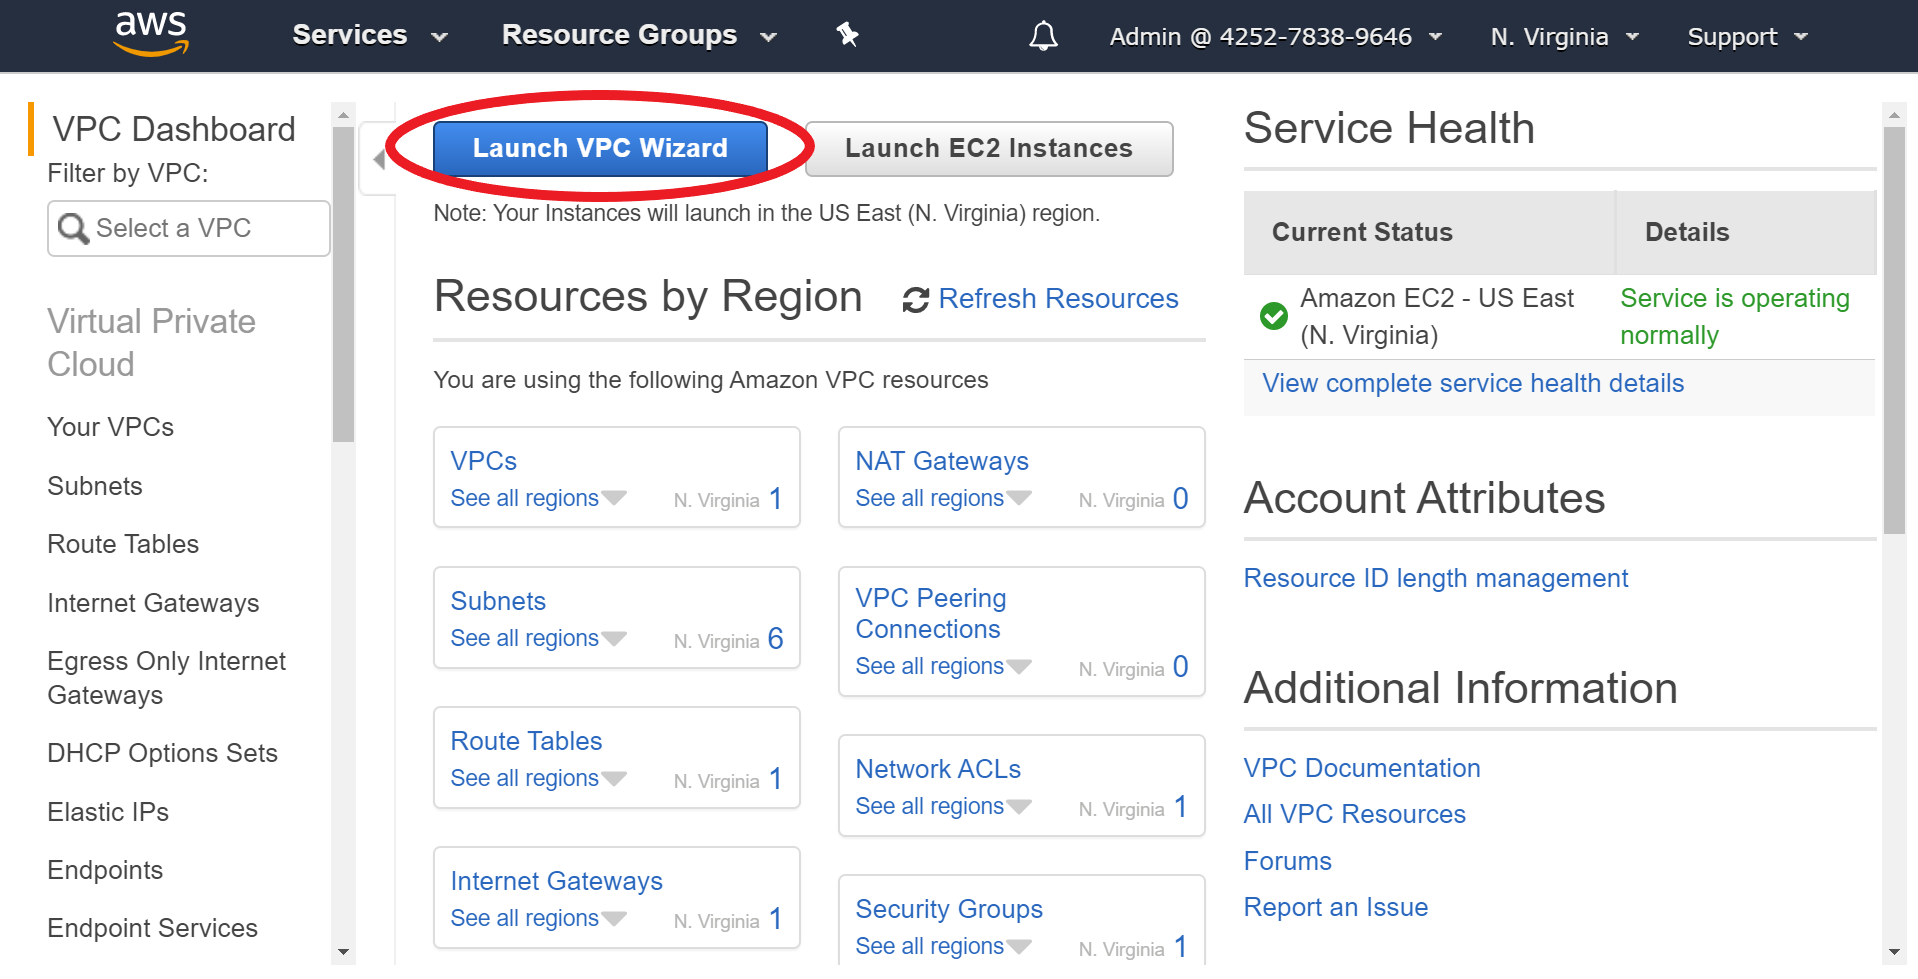 aws
Services
Resource Groups
Admin @ 4252-7838-9646
N. Virginia
Support
VPC Dashboard
Filter by VPC:
Select a VPC
Virtual Private
Cloud
Your VPCs
Subnets
Route Tables
Internet Gateways
Egress Only Internet
Gateways
DHCP Options Sets
Elastic IPs
Endpoints
Endpoint Services
Launch VPC Wizard
Launch EC2 Instances
Note: Your Instances will launch in the US East (N. Virginia) region.
Resources by Region
Refresh Resources
You are using the following Amazon VPC resources
VPCs
See all regions N. Virginia 1
NAT Gateways
See all regions N. Virginia 0
Subnets
See all regions N. Virginia 6
VPC Peering
Connections
See all regions N. Virginia 0
Route Tables
See all regions N. Virginia 1
Network ACLs
See all regions N. Virginia 1
Internet Gateways
See all regions N. Virginia 1
Security Groups
See all regions N. Virginia 1
Service Health
Current Status
Details
Amazon EC2 - US East
(N. Virginia)
Service is operating
normally
View complete service health details
Account Attributes
Resource ID length management
Additional Information
VPC Documentation
All VPC Resources
Forums
Report an Issue